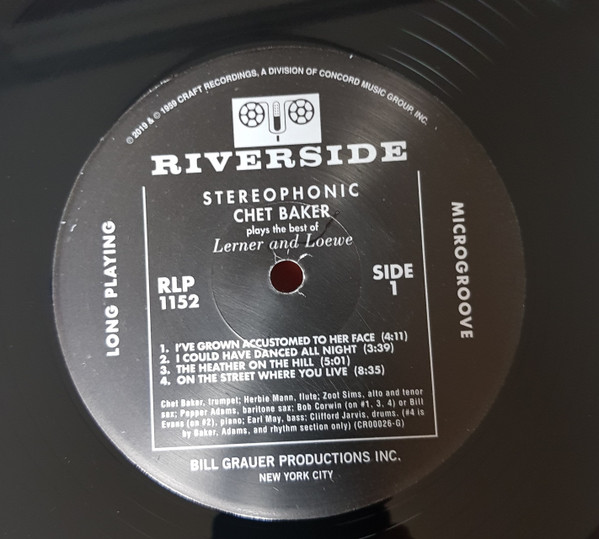 ℗ 2019 & © 1959 CRAFT RECORDINGS, A DIVISION OF CONCORD MUSIC GROUP, INC.
RIVERSIDE
STEREOPHONIC
CHET BAKER
plays the best of
Lerner and Loewe
LONG PLAYING
MICROGROOVE
RLP
1152
SIDE
1
1. I'VE GROWN ACCUSTOMED TO HER FACE (4:11)
2. I COULD HAVE DANCED ALL NIGHT (3:39)
3. THE HEATHER ON THE HILL (5:01)
4. ON THE STREET WHERE YOU LIVE (8:35)
Chet Baker, trumpet; Herbie Mann, flute; Zoot Sims, alto and tenor
sax; Pepper Adams, baritone sax; Bob Corwin (on #1, 3, 4) or Bill
Evans (on #2), piano; Earl May, bass; Clifford Jarvis, drums. (#4 is
by Baker, Adams, and rhythm section only) (CR00026-G)
BILL GRAUER PRODUCTIONS INC.
NEW YORK CITY